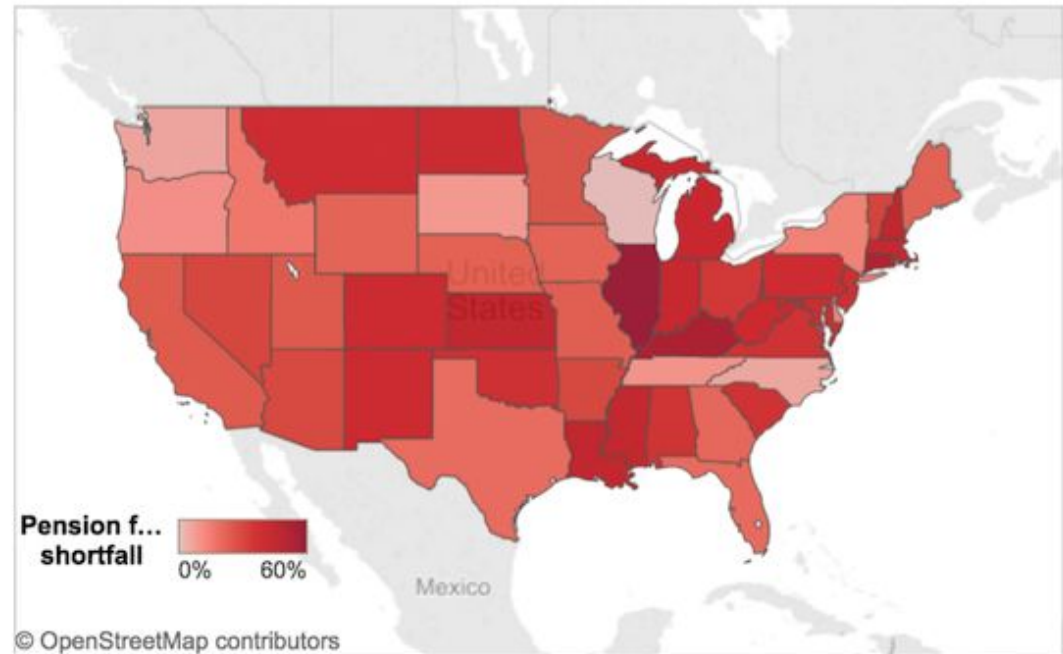 United
States
Pension f...
shortfall
0% 60%
Mexico
© OpenStreetMap contributors